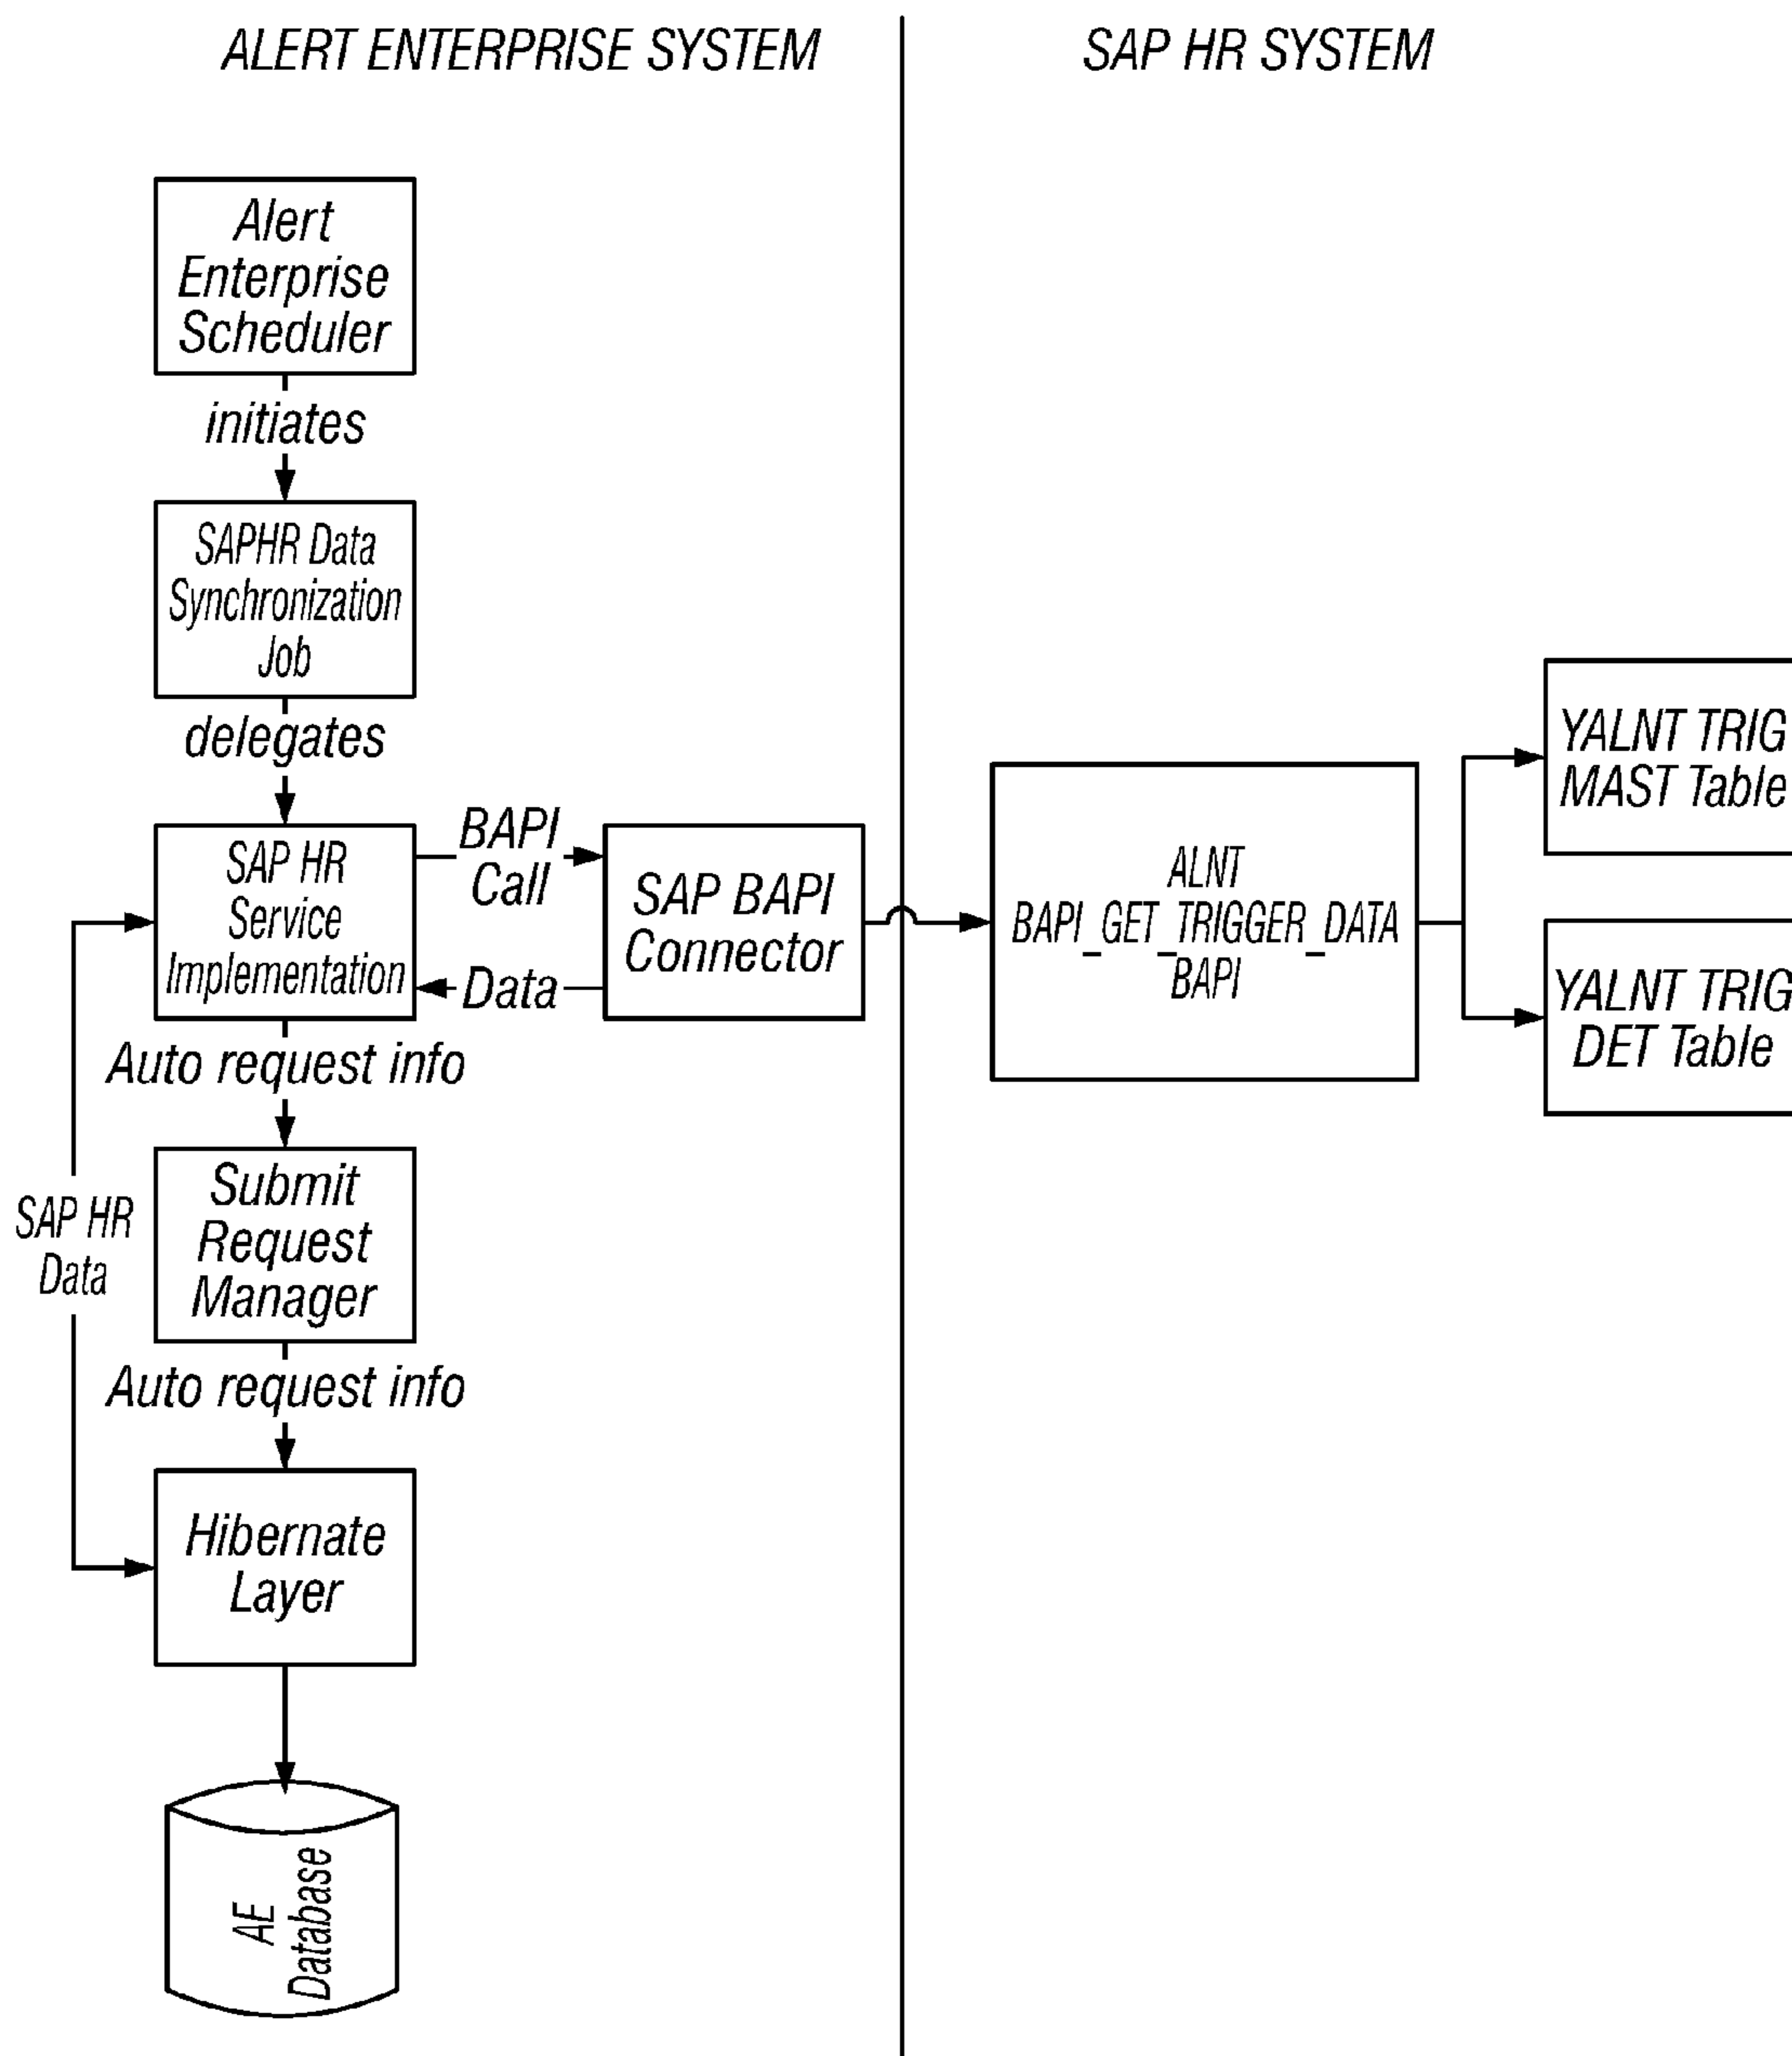 ALERT ENTERPRISE SYSTEM
SAP HR SYSTEM
Alert
Enterprise
Scheduler
initiates
SAPHR Data
Synchronization
Job
delegates
SAP HR
Service
Implementation
BAPI
Call
Data
SAP BAPI
Connector
ALNT
BAPI_GET_TRIGGER_DATA
BAPI
YALNT TRIG
MAST Table
YALNT TRIG
DET Table
Auto request info
Submit
Request
Manager
SAP HR
Data
Auto request info
Hibernate
Layer
AE
Database